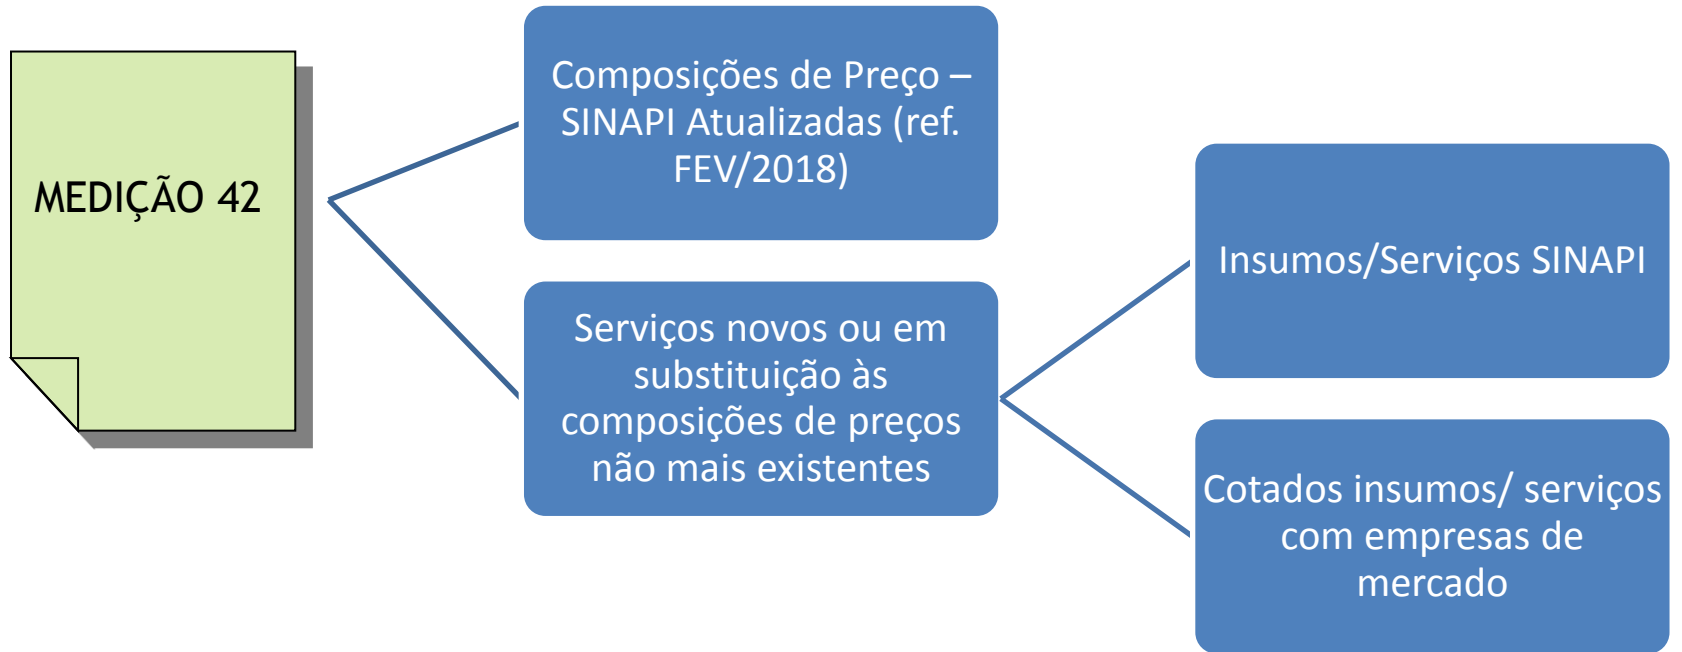 MEDIÇÃO 42
Composições de Preço –
SINAPI Atualizadas (ref.
FEV/2018)
Serviços novos ou em
substituição às
composições de preços
não mais existentes
Insumos/Serviços SINAPI
Cotados insumos/ serviços
com empresas de
mercado